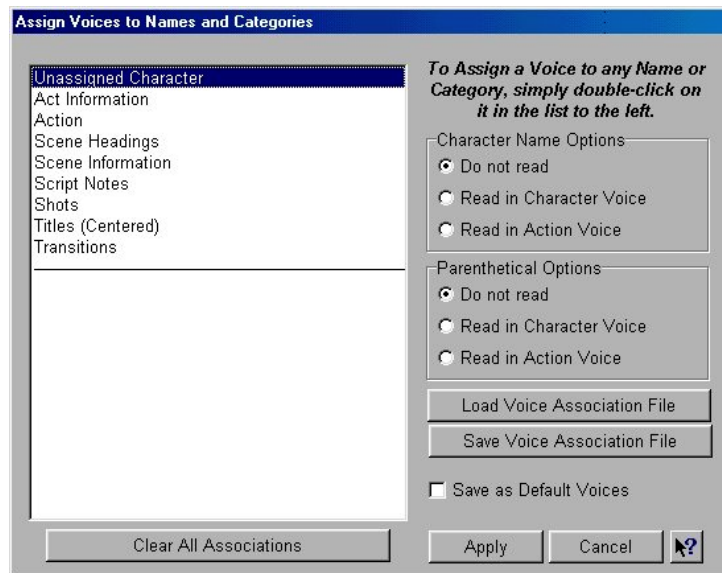 Assign Voices to Names and Categories
Unassigned Character
Act Information
Action
Scene Headings
Scene Information
Script Notes
Shots
Titles (Centered)
Transitions
Clear All Associations
To Assign a Voice to any Name or
Category, simply double-click on
it in the list to the left.
Character Name Options
Do not read
Read in Character Voice
Read in Action Voice
Parenthetical Options
Do not read
Read in Character Voice
Read in Action Voice
Load Voice Association File
Save Voice Association File
Save as Default Voices
Apply
Cancel
?